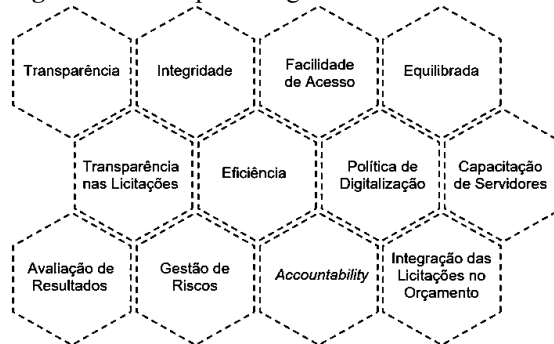 Transparência
Integridade
Facilidade
de Acesso
Equilibrada
Transparência
nas Licitações
Eficiência
Política de
Digitalização
Capacitação
de Servidores
Avaliação de
Resultados
Gestão de
Riscos
Accountability
Integração das
Licitações no
Orçamento